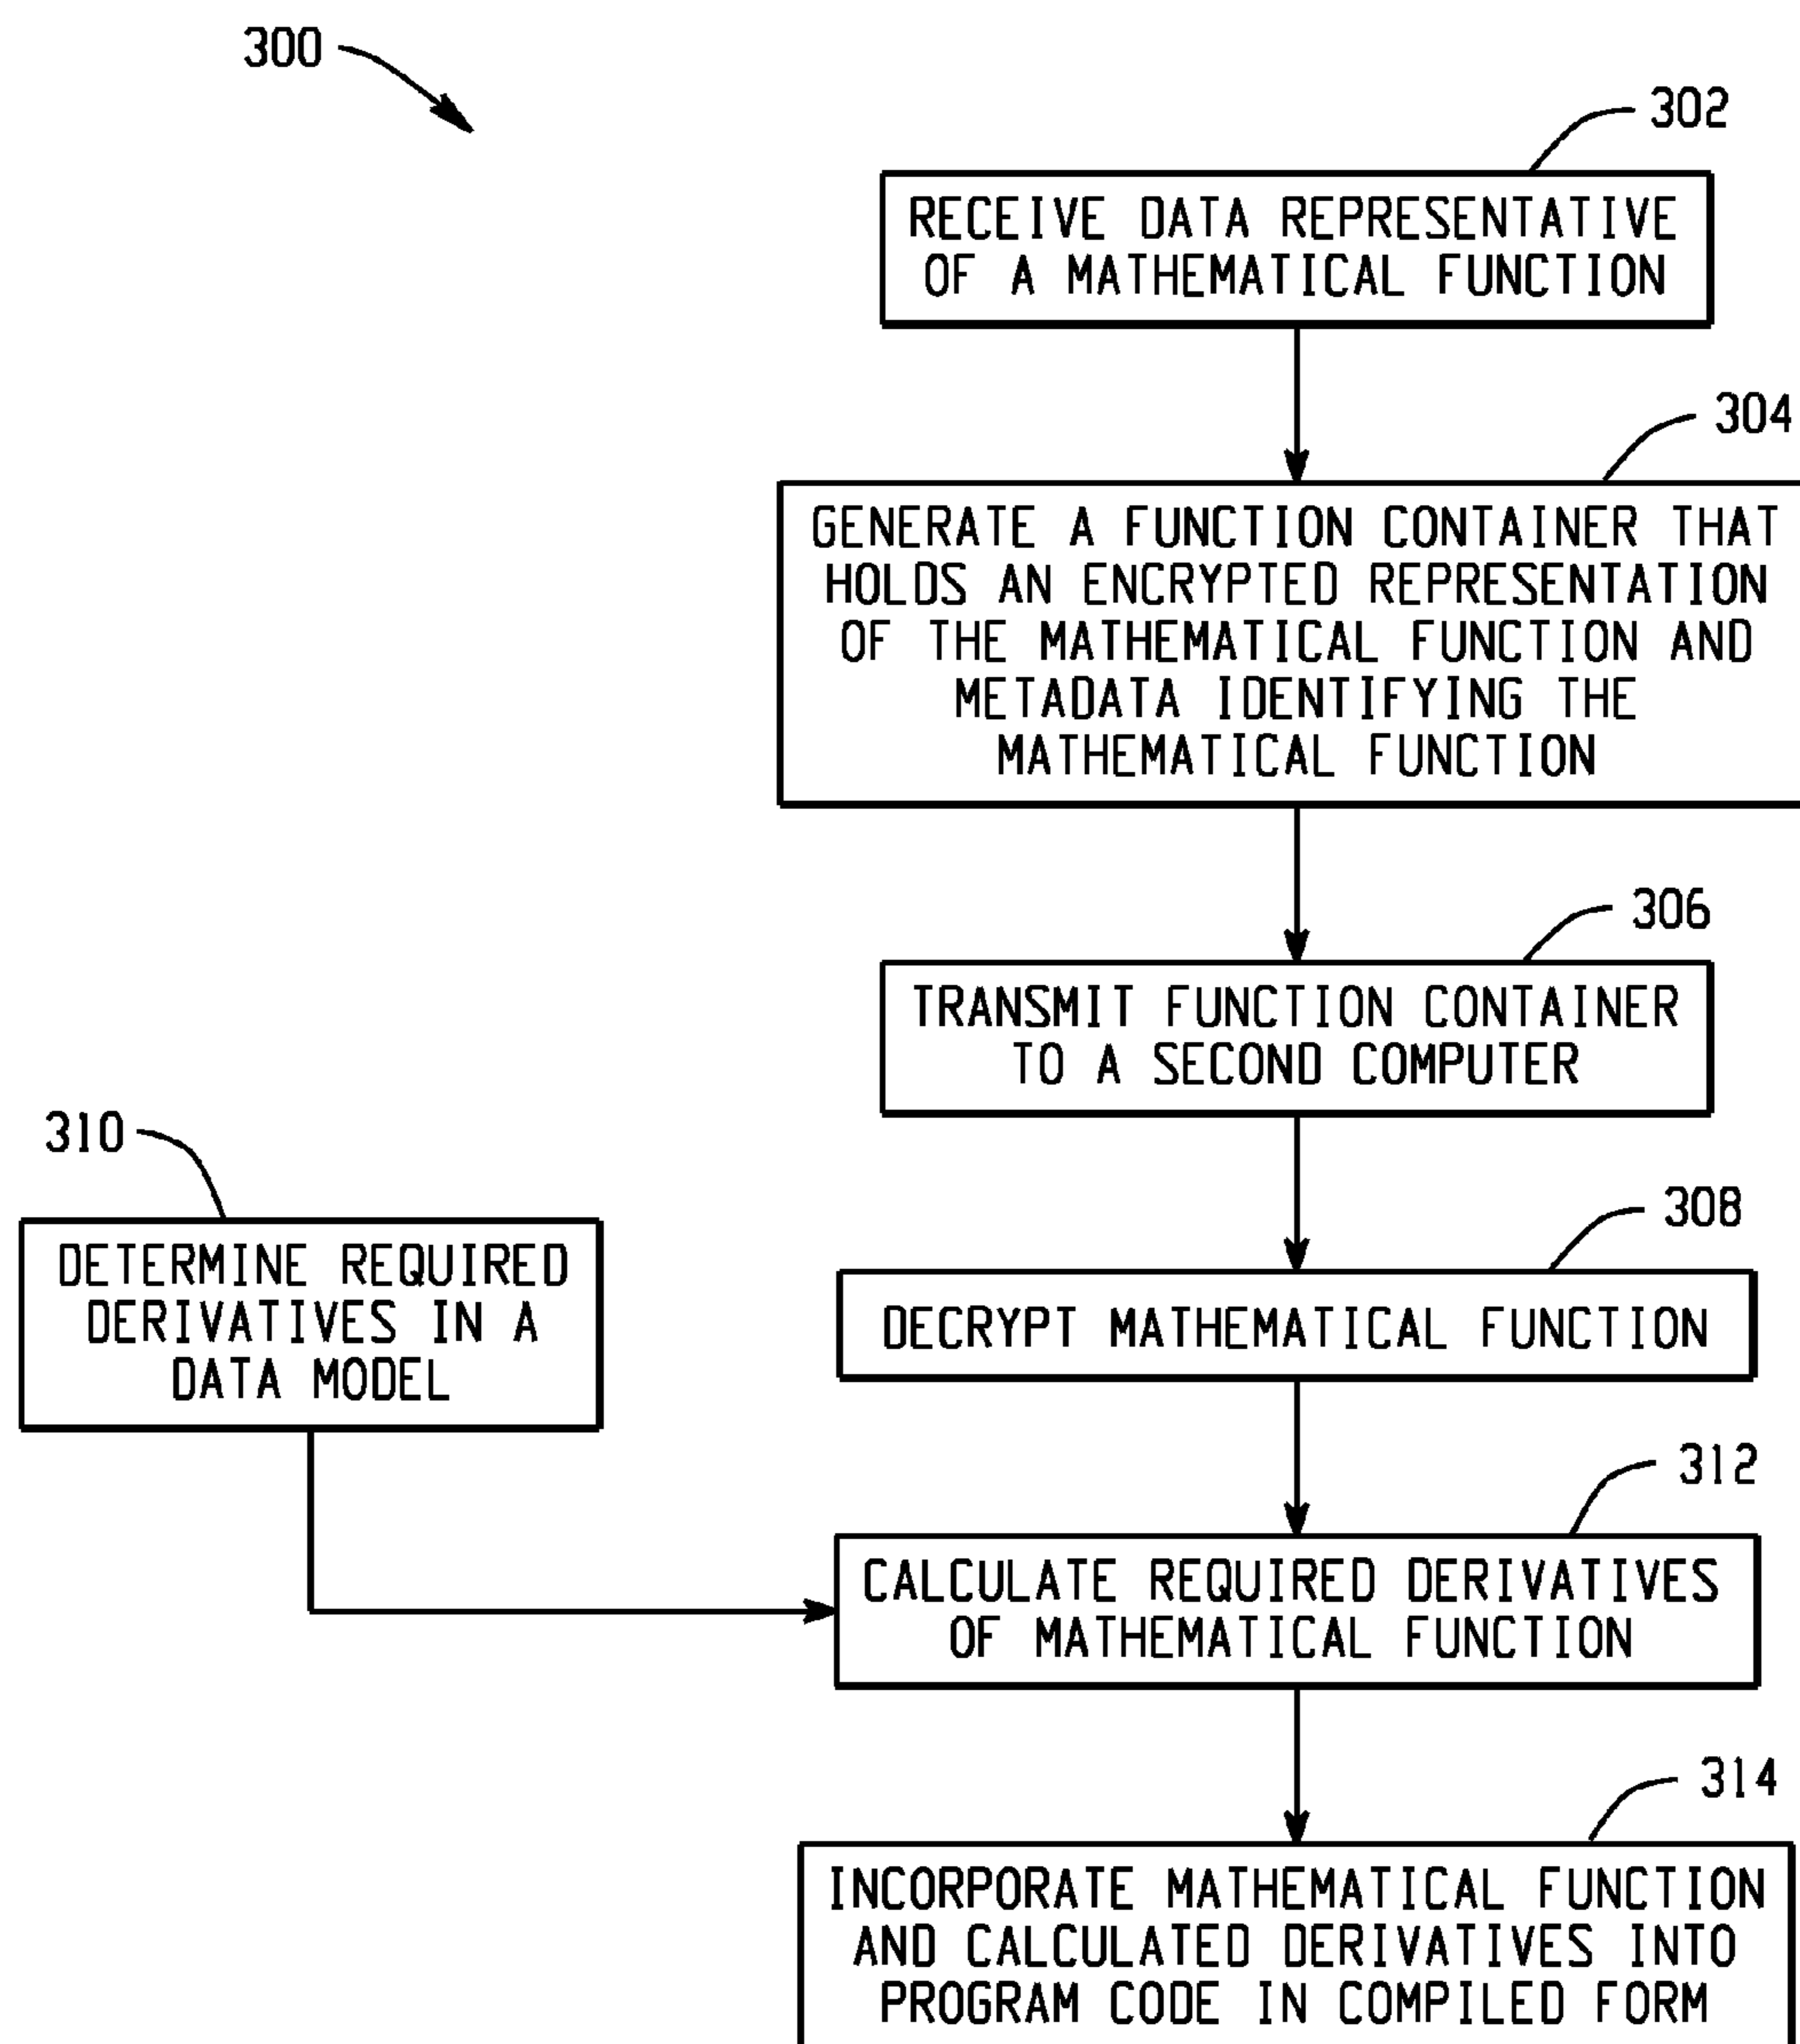 300
302
RECEIVE DATA REPRESENTATIVE
OF A MATHEMATICAL FUNCTION
304
GENERATE A FUNCTION CONTAINER THAT
HOLDS AN ENCRYPTED REPRESENTATION
OF THE MATHEMATICAL FUNCTION AND
METADATA IDENTIFYING THE
MATHEMATICAL FUNCTION
306
TRANSMIT FUNCTION CONTAINER
TO A SECOND COMPUTER
310
DETERMINE REQUIRED
DERIVATIVES IN A
DATA MODEL
308
DECRYPT MATHEMATICAL FUNCTION
312
CALCULATE REQUIRED DERIVATIVES
OF MATHEMATICAL FUNCTION
314
INCORPORATE MATHEMATICAL FUNCTION
AND CALCULATED DERIVATIVES INTO
PROGRAM CODE IN COMPILED FORM